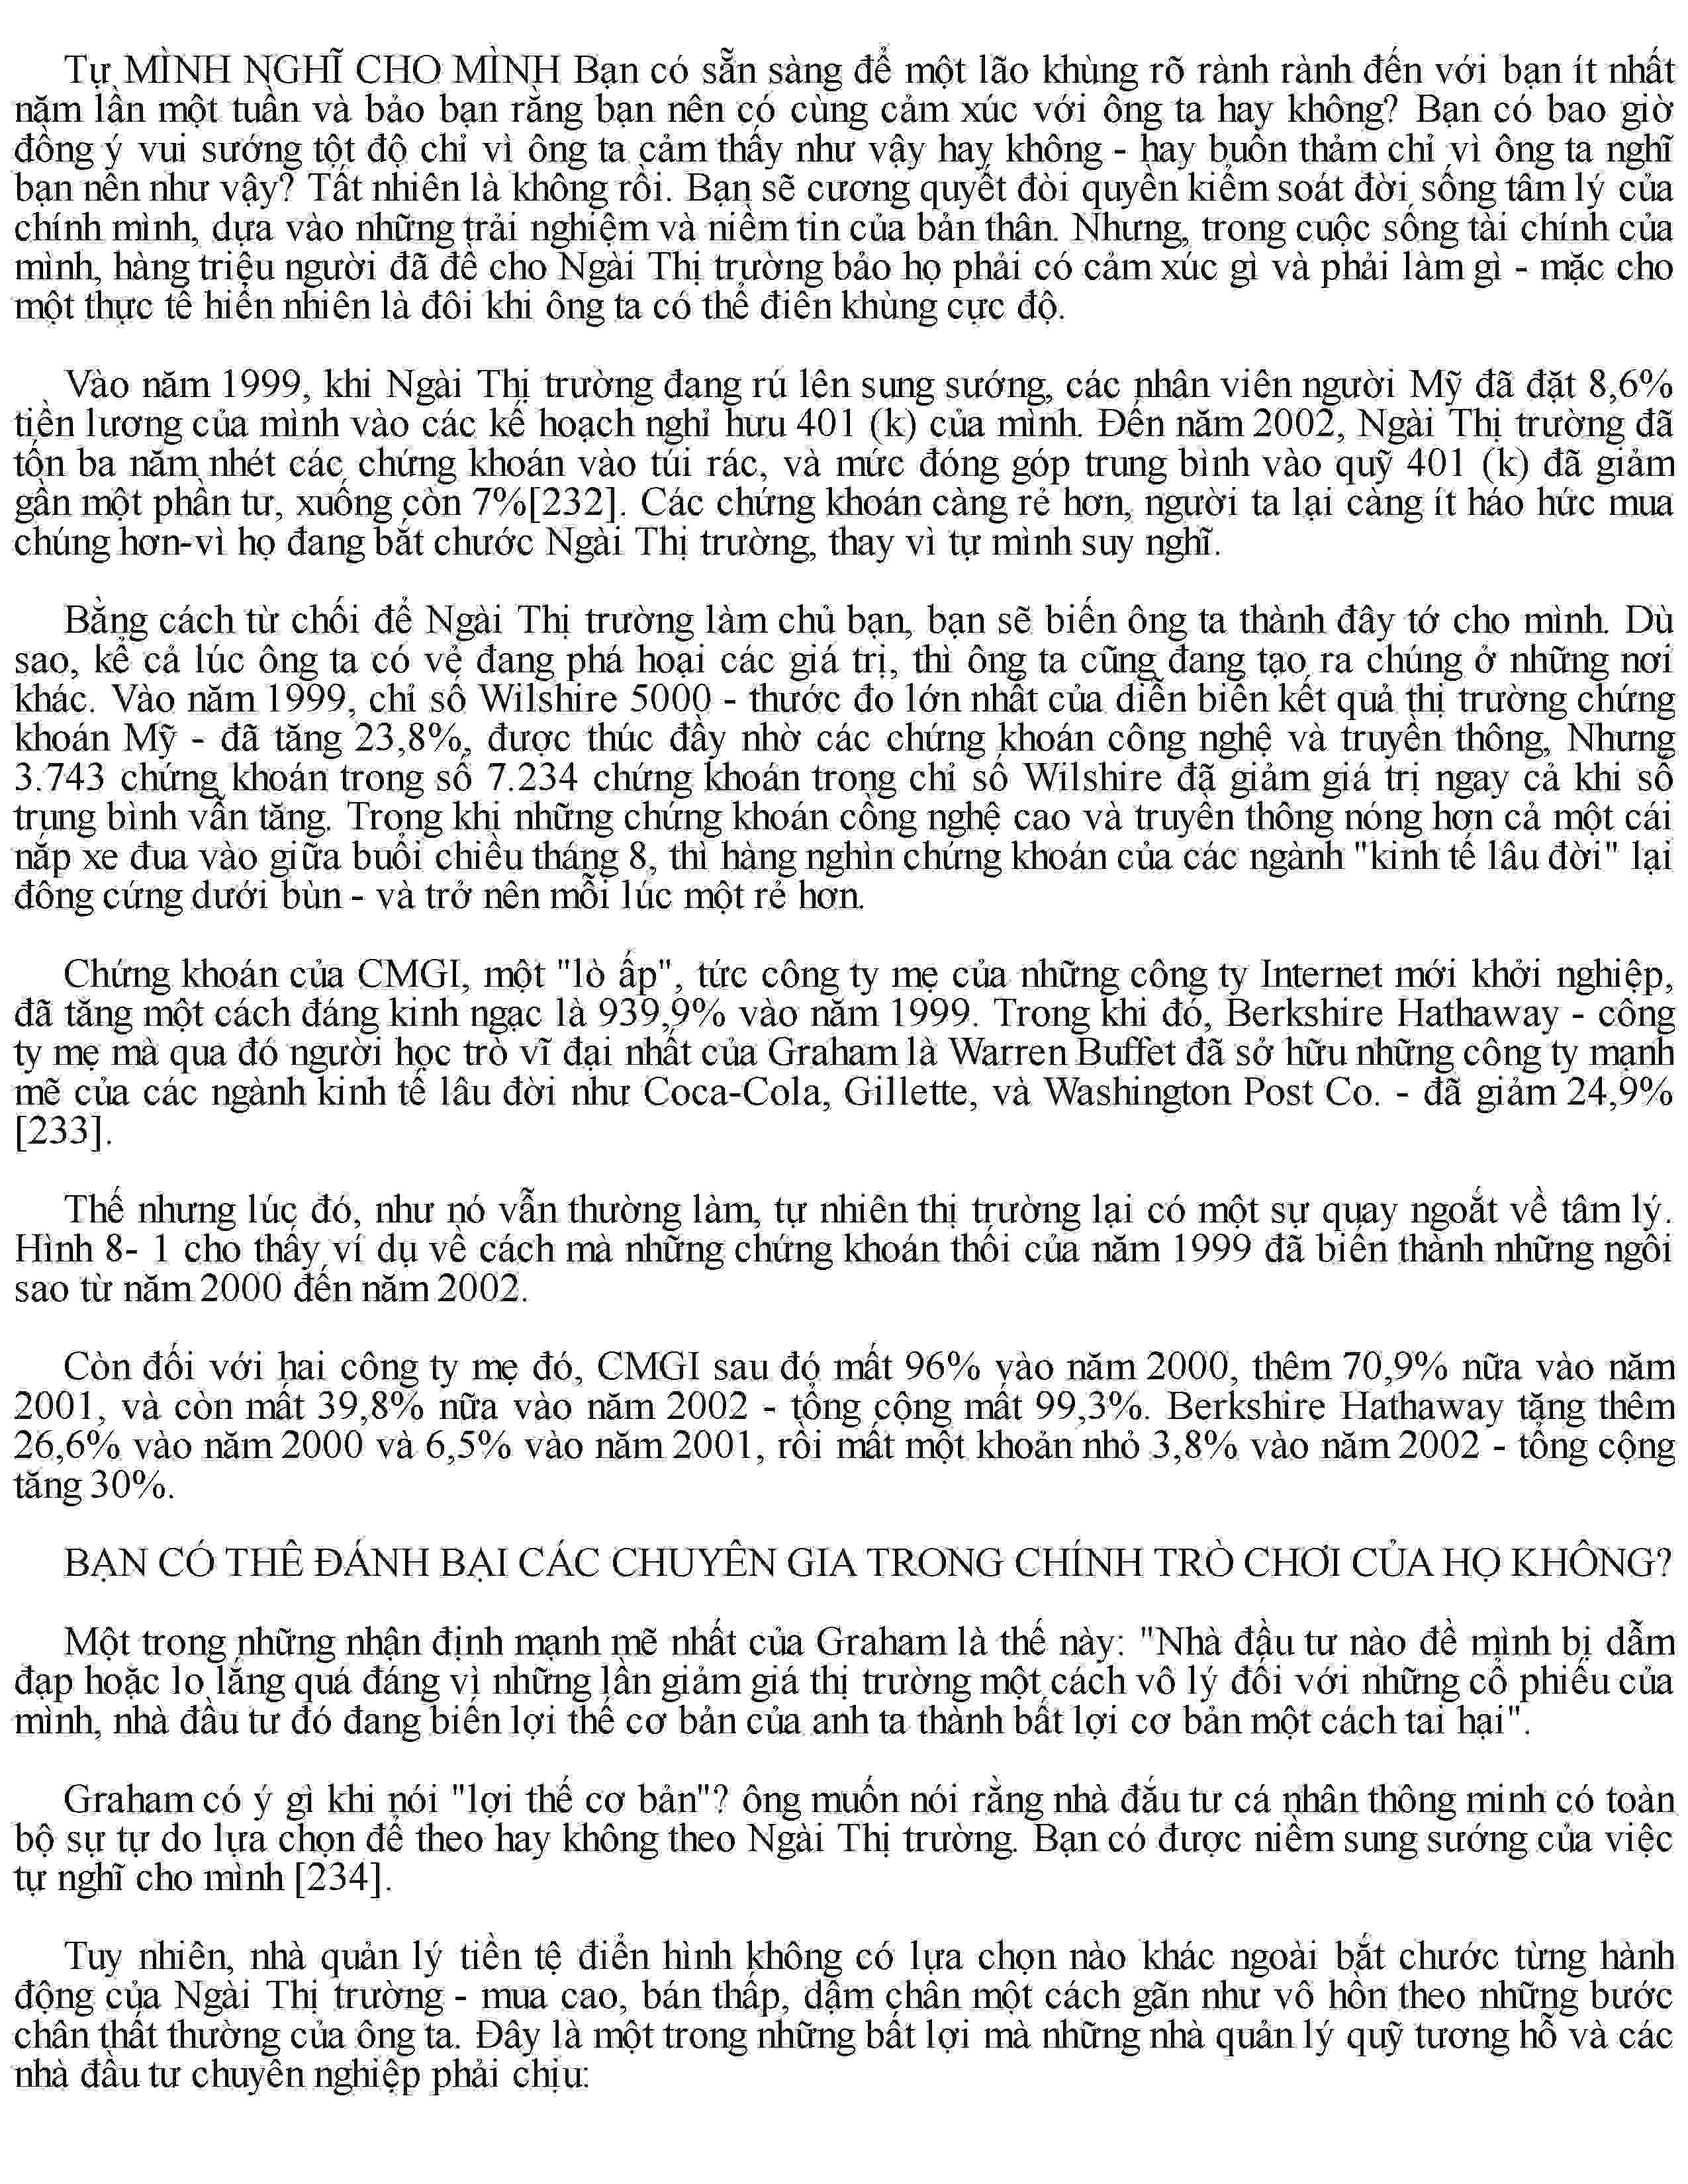 Tự MÌNH NGHĨ CHO MÌNH Bạn có sẵn sàng để một lão khùng rõ rành rành đến với bạn ít nhất
năm lần một tuần và bảo bạn rằng bạn nên có cùng cảm xúc với ông ta hay không? Bạn có bao giờ
đồng ý vui sướng tột độ chỉ vì ông ta cảm thấy như vậy hay không - hay buồn thảm chỉ vì ông ta nghĩ
bạn nên như vậy? Tất nhiên là không rồi. Bạn sẽ cương quyết đòi quyền kiểm soát đời sống tâm lý của
chính mình, dựa vào những trải nghiệm và niềm tin của bản thân. Nhưng, trong cuộc sống tài chính của
mình, hàng triệu người đã để cho Ngài Thị trường bảo họ phải có cảm xúc gì và phải làm gì - mặc cho
một thực tế hiển nhiên là đôi khi ông ta có thể điên khùng cực độ.
Vào năm 1999, khi Ngài Thị trường đang rú lên sung sướng, các nhân viên người Mỹ đã đặt 8,6%
tiền lương của mình vào các kế hoạch nghỉ hưu 401 (k) của mình. Đến năm 2002, Ngài Thị trường đã
tốn ba năm nhét các chứng khoán vào túi rác, và mức đóng góp trung bình vào quỹ 401 (k) đã giảm
gần một phần tư, xuống còn 7%[232]. Các chứng khoán càng rẻ hơn, người ta lại càng ít háo hức mua
chúng hơn-vì họ đang bắt chước Ngài Thị trường, thay vì tự mình suy nghĩ.
Bằng cách từ chối để Ngài Thị trường làm chủ bạn, bạn sẽ biến ông ta thành đây tớ cho mình. Dù
sao, kể cả lúc ông ta có vẻ đang phá hoại các giá trị, thì ông ta cũng đang tạo ra chúng ở những nơi
khác. Vào năm 1999, chỉ số Wilshire 5000 - thước đo lớn nhất của diễn biến kết quả thị trường chứng
khoán Mỹ - đã tăng 23,8%, được thúc đẩy nhờ các chứng khoán công nghệ và truyền thông, Nhưng
3.743 chứng khoán trong số 7.234 chứng khoán trong chỉ số Wilshire đã giảm giá trị ngay cả khi số
trung bình vẫn tăng. Trong khi những chứng khoán công nghệ cao và truyền thông nóng hơn cả một cái
nắp xe đua vào giữa buổi chiều tháng 8, thì hàng nghìn chứng khoán của các ngành "kinh tế lâu đời" lại
đông cứng dưới bùn - và trở nên mỗi lúc một rẻ hơn.
Chứng khoán của CMGI, một "lò ấp", tức công ty mẹ của những công ty Internet mới khởi nghiệp,
đã tăng một cách đáng kinh ngạc là 939,9% vào năm 1999. Trong khi đó, Berkshire Hathaway - công
ty mẹ mà qua đó người học trò vĩ đại nhất của Graham là Warren Buffet đã sở hữu những công ty mạnh
mẽ của các ngành kinh tế lâu đời như Coca-Cola, Gillette, và Washington Post Co. - đã giảm 24,9%
[233].
Thế nhưng lúc đó, như nó vẫn thường làm, tự nhiên thị trường lại có một sự quay ngoắt về tâm lý.
Hình 8- 1 cho thấy ví dụ về cách mà những chứng khoán thối của năm 1999 đã biến thành những ngôi
sao từ năm 2000 đến năm 2002.
Còn đối với hai công ty mẹ đó, CMGI sau đó mất 96% vào năm 2000, thêm 70,9% nữa vào năm
2001, và còn mất 39,8% nữa vào năm 2002 - tổng cộng mất 99,3%. Berkshire Hathaway tăng thêm
26,6% vào năm 2000 và 6,5% vào năm 2001, rồi mất một khoản nhỏ 3,8% vào năm 2002 - tổng cộng
tăng 30%.
BẠN CÓ THÊ ĐÁNH BẠI CÁC CHUYÊN GIA TRONG CHÍNH TRÒ CHƠI CỦA HỌ KHÔNG?
Một trong những nhận định mạnh mẽ nhất của Graham là thế này: "Nhà đầu tư nào để mình bị dẫm
đạp hoặc lo lắng quá đáng vì những lần giảm giá thị trường một cách vô lý đối với những cổ phiếu của
mình, nhà đầu tư đó đang biến lợi thế cơ bản của anh ta thành bất lợi cơ bản một cách tai hại".
Graham có ý gì khi nói "lợi thế cơ bản"? ông muốn nói rằng nhà đầu tư cá nhân thông minh có toàn
bộ sự tự do lựa chọn để theo hay không theo Ngài Thị trường. Bạn có được niềm sung sướng của việc
tự nghĩ cho mình [234].
Tuy nhiên, nhà quản lý tiền tệ điển hình không có lựa chọn nào khác ngoài bắt chước từng hành
động của Ngài Thị trường - mua cao, bán thấp, dậm chân một cách gần như vô hồn theo những bước
chân thất thường của ông ta. Đây là một trong những bất lợi mà những nhà quản lý quỹ tương hỗ và các
nhà đầu tư chuyên nghiệp phải chịu: